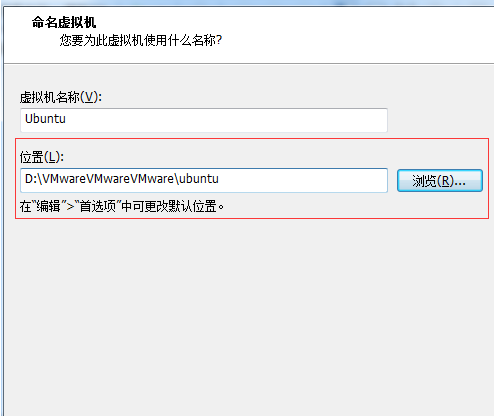 命名虚拟机
您要为此虚拟机使用什么名称?
虚拟机名称(V):
Ubuntu
位置(L):
D:\VMwareVMwareVMware\ubuntu
浏览(R)...
在“编辑”>“首选项”中可更改默认位置。